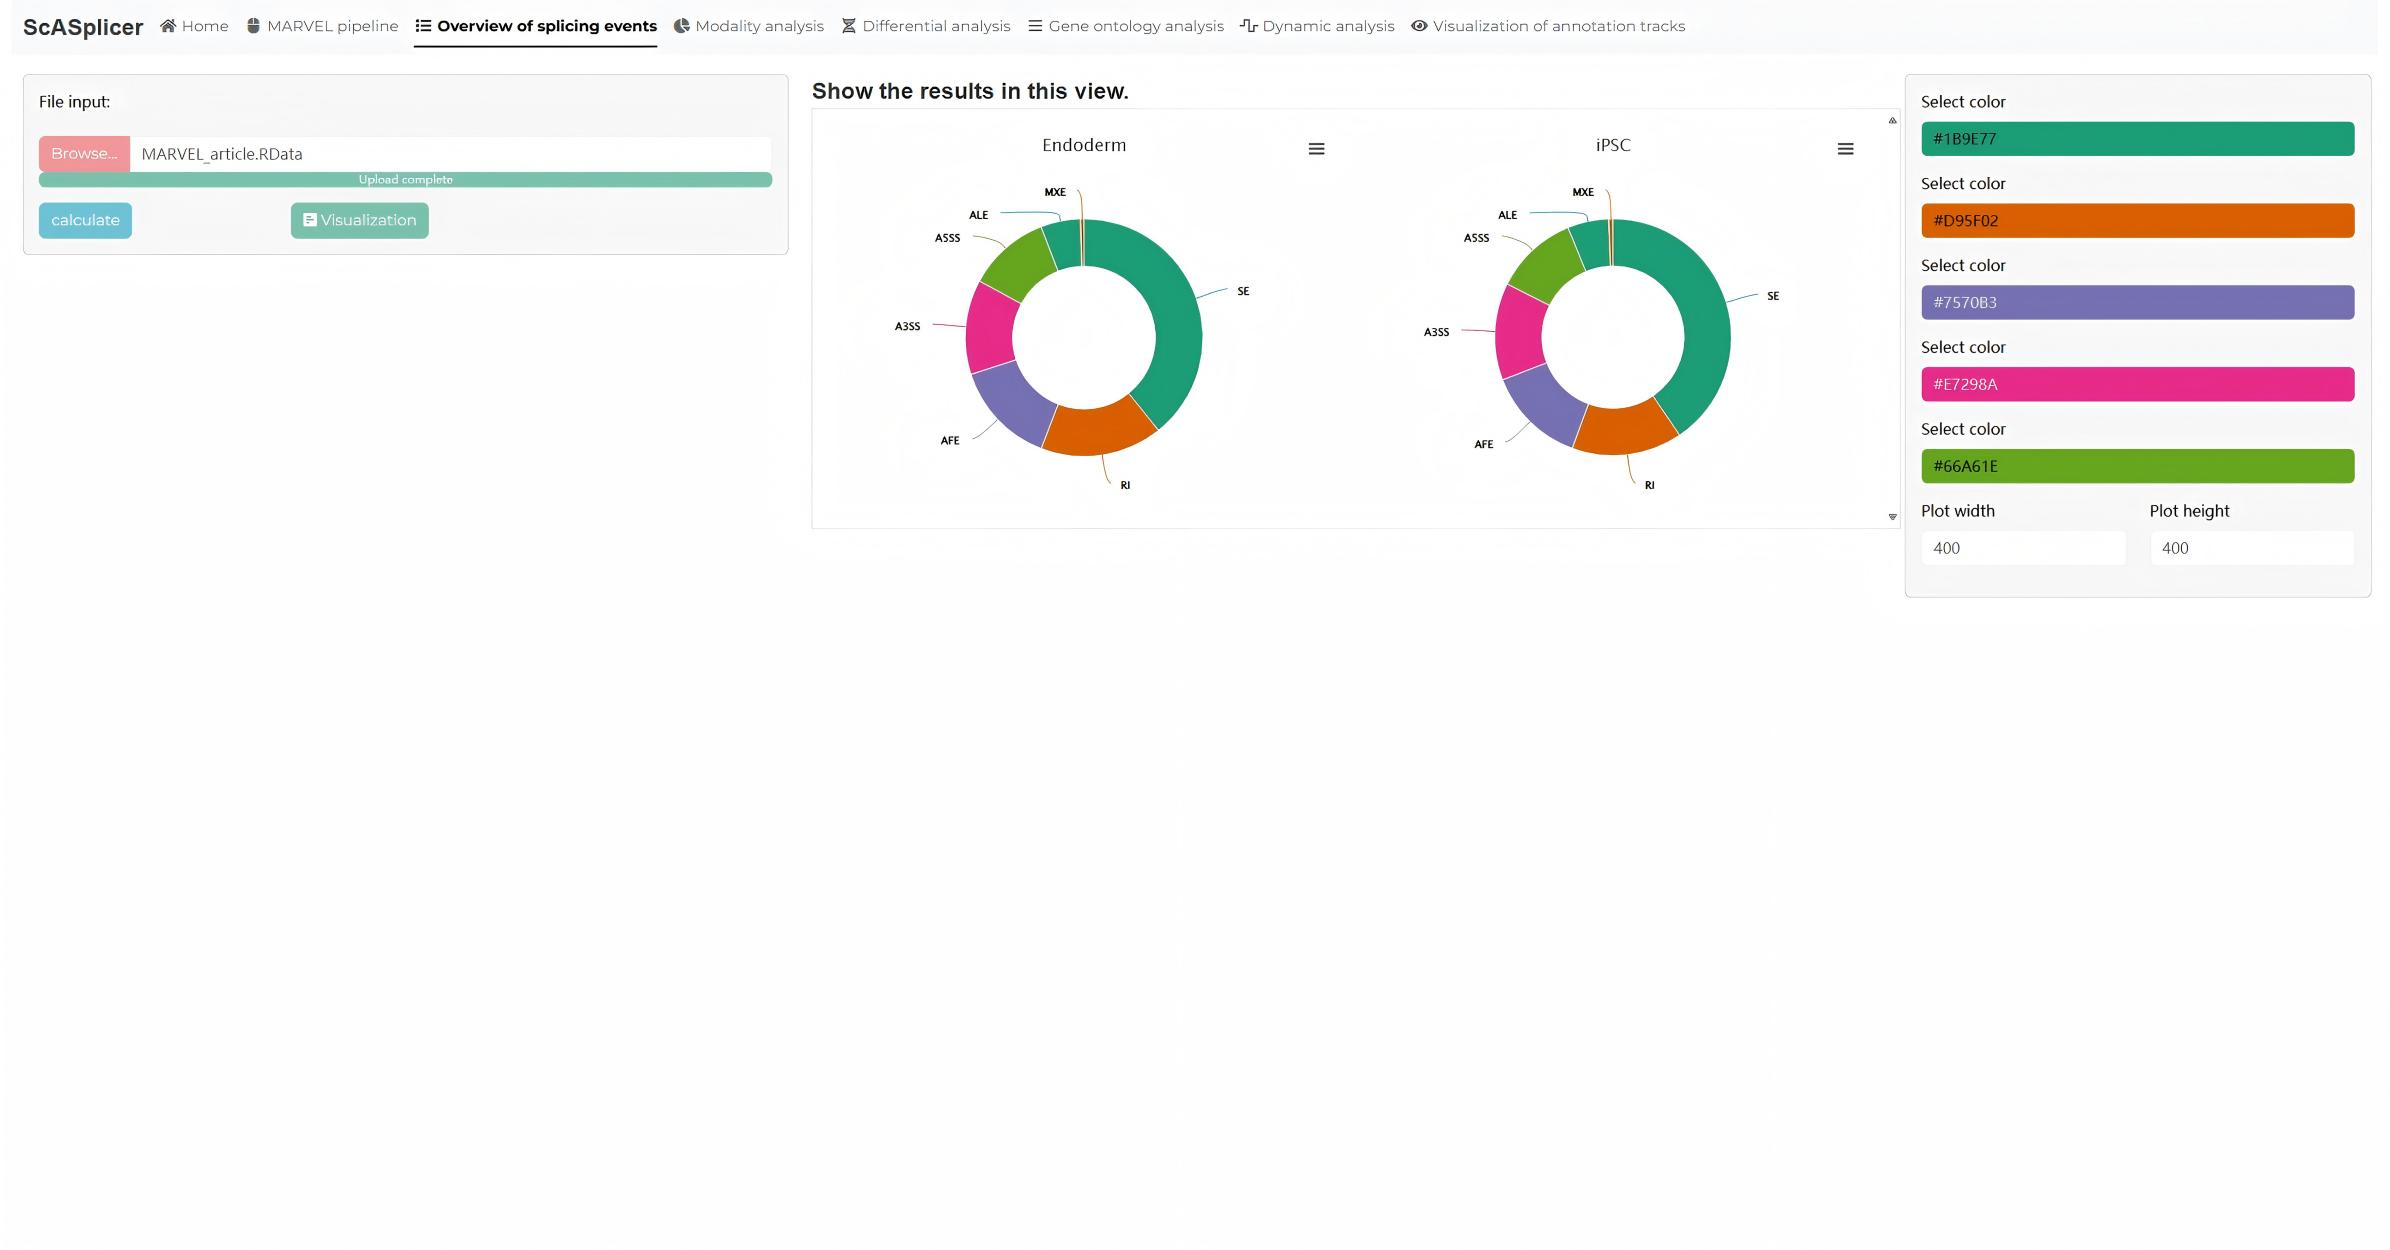 ScASplicer Home MARVEL pipeline Overview of splicing events Modality analysis Differential analysis Gene ontology analysis Dynamic analysis Visualization of annotation tracks
File input:
Browse... MARVEL_article.RData
Upload complete
calculate Visualization
Show the results in this view.
Endoderm
MXE
ALE
A5SS
SE
A3SS
AFE
RI
iPSC
MXE
ALE
A5SS
SE
A3SS
AFE
RI
Select color
#1B9E77
Select color
#D95F02
Select color
#7570B3
Select color
#E7298A
Select color
#66A61E
Plot width Plot height
400 400